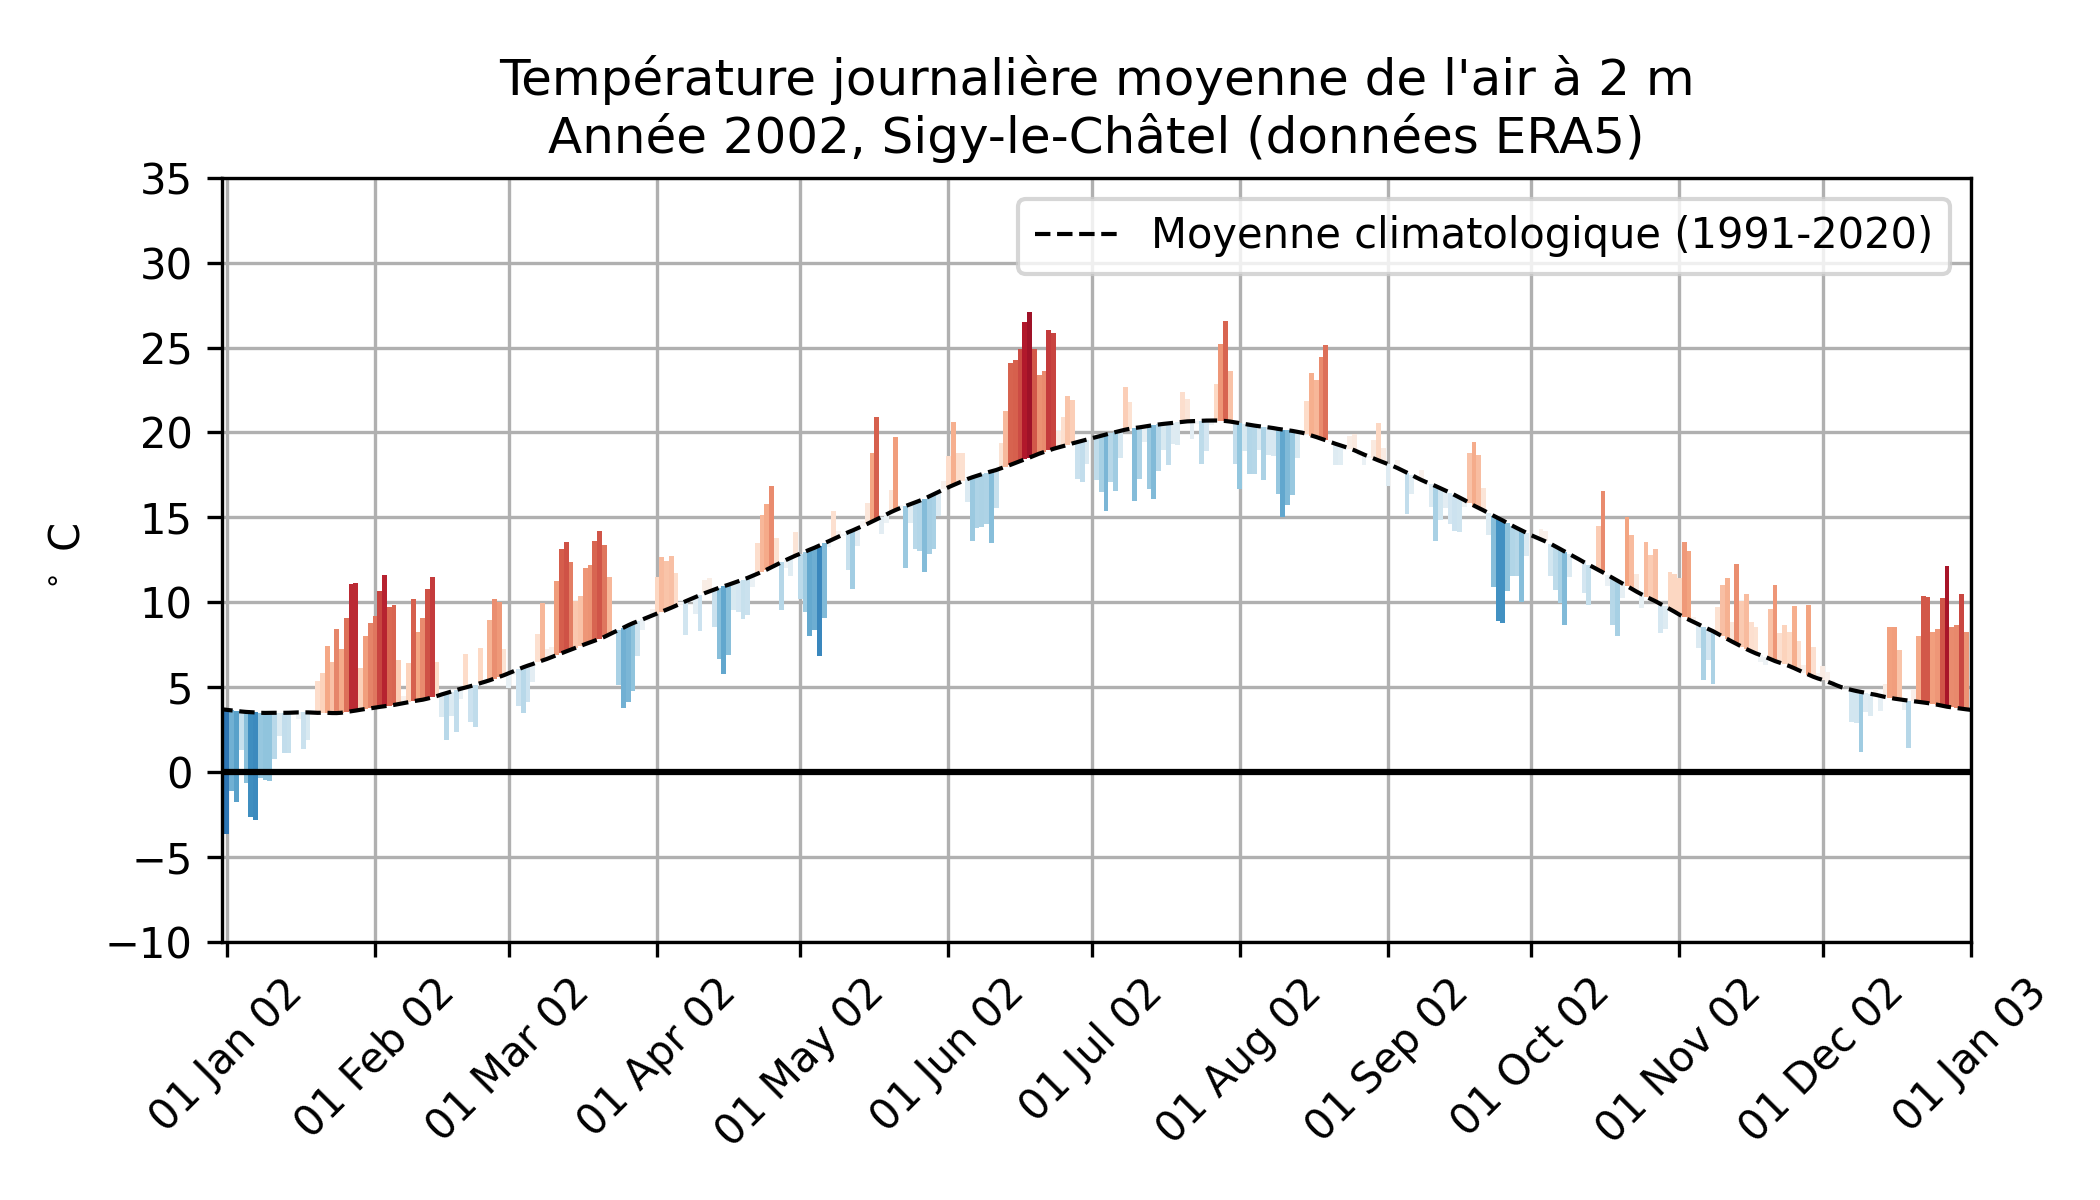 Température journalière moyenne de l'air à 2 m
Année 2002, Sigy-le-Châtel (données ERA5)
35
30
25
20
15
10
5
0
−5
−10
° C
Moyenne climatologique (1991-2020)
01 Jan 02
01 Feb 02
01 Mar 02
01 Apr 02
01 May 02
01 Jun 02
01 Jul 02
01 Aug 02
01 Sep 02
01 Oct 02
01 Nov 02
01 Dec 02
01 Jan 03